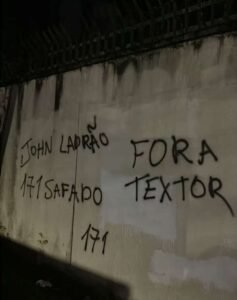 JOHN LADRÃO
171 SAFADO
171
FORA
TEXTOR